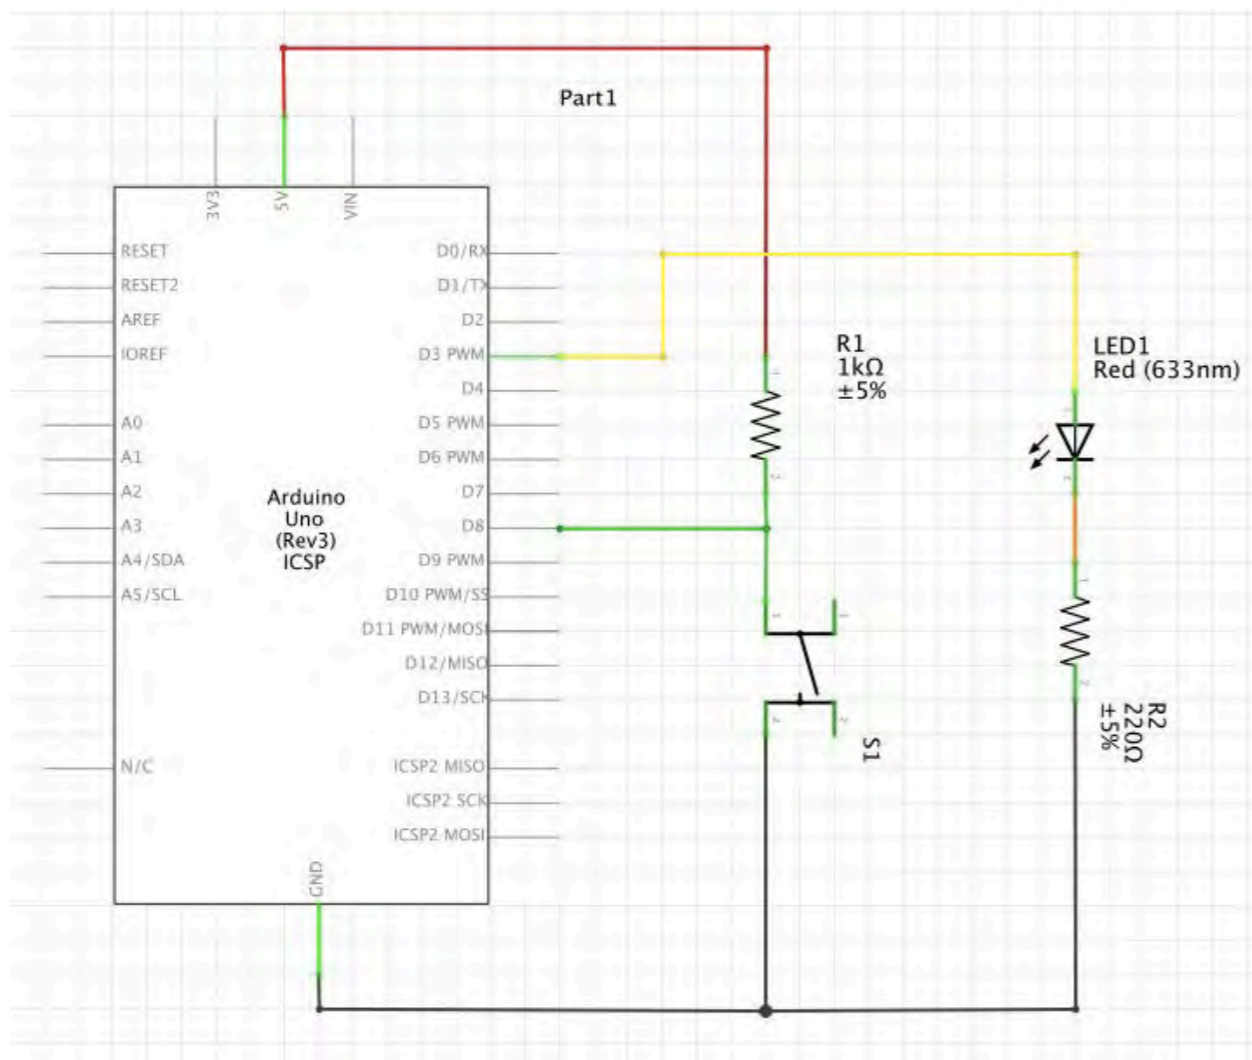 Part1
3V3
5V
VIN
RESET
RESET2
AREF
IOREF
A0
A1
A2
A3
A4/SDA
A5/SCL
N/C
Arduino
Uno
(Rev3)
ICSP
D0/RX
D1/TX
D2
D3 PWM
D4
D5 PWM
D6 PWM
D7
D8
D9 PWM
D10 PWM/SS
D11 PWM/MOSI
D12/MISO
D13/SCK
ICSP2 MISO
ICSP2 SCK
ICSP2 MOSI
GND
R1
1kΩ
±5%
LED1
Red (633nm)
S1
R2
220Ω
±5%